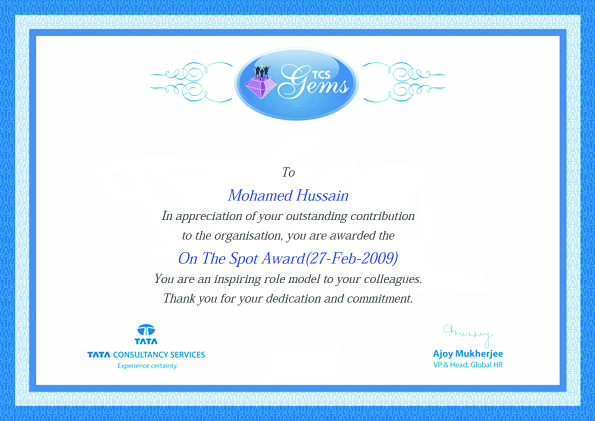 TCS
Gems
To
Mohamed Hussain
In appreciation of your outstanding contribution
to the organisation, you are awarded the
On The Spot Award(27-Feb-2009)
You are an inspiring role model to your colleagues.
Thank you for your dedication and commitment.
TATA
TATA CONSULTANCY SERVICES
Experience certainty.
Ajoy Mukherjee
VP & Head, Global HR